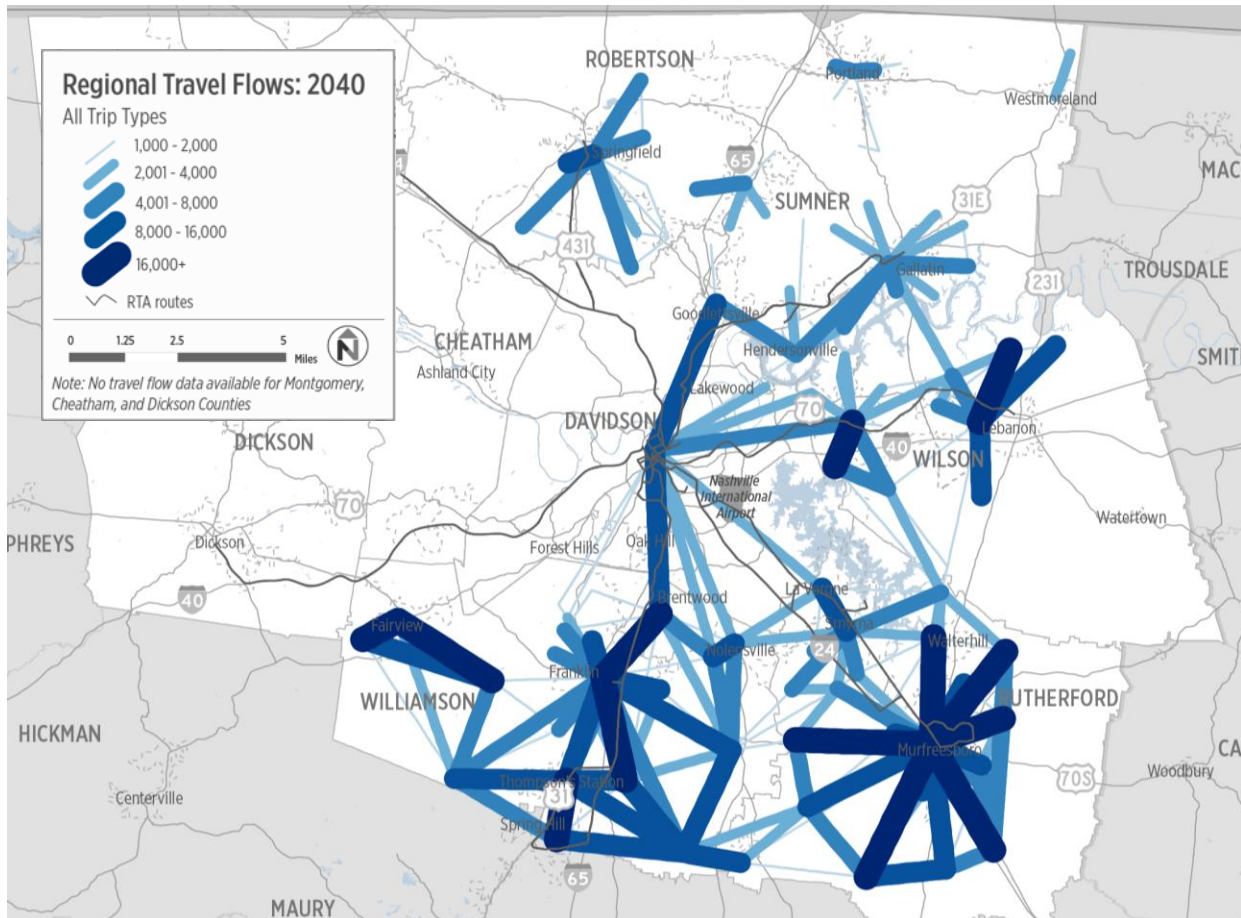 Regional Travel Flows: 2040
All Trip Types
1,000 - 2,000
2,001 - 4,000
4,001 - 8,000
8,000 - 16,000
16,000+
RTA routes
0 1.25 2.5 5
Miles
N
Note: No travel flow data available for Montgomery,
Cheatham, and Dickson Counties
ROBERTSON
Portland
Westmoreland
Springfield
65
4
MAC
SUMNER
31E
431
Gallatin
TROUSDALE
231
Goodlettsville
CHEATHAM
Hendersonville
SMIT
Ashland City
Lakewood
70
DAVIDSON
Lebanon
DICKSON
40
WILSON
Nashville
International
Airport
70
Watertown
PHREYS
Dickson
Forest Hills
Oak Hill
40
La Vergne
Brentwood
Fairview
Smyrna
Walterhill
Nolensville
24
Franklin
WILLIAMSON
RUTHERFORD
HICKMAN
Murfreesboro
CA
Thompson's Station
70S
Woodbury
Centerville
31
Spring Hill
65
MAURY